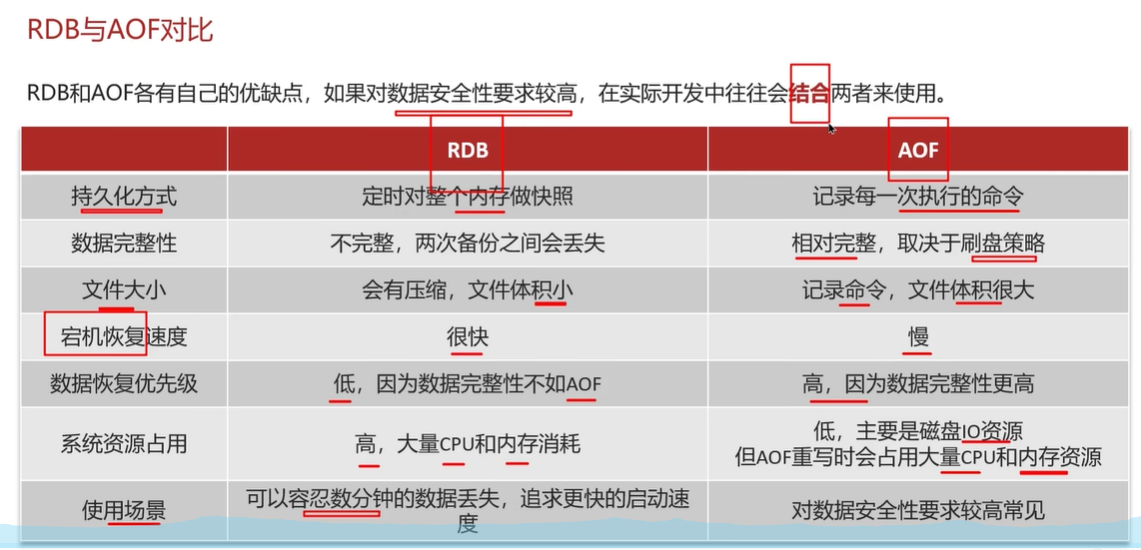 RDB与AOF对比
RDB和AOF各有自己的优缺点，如果对数据安全性要求较高，在实际开发中往往会结合两者来使用。
RDB AOF
持久化方式 定时对整个内存做快照 记录每一次执行的命令
数据完整性 不完整，两次备份之间会丢失 相对完整，取决于刷盘策略
文件大小 会有压缩，文件体积小 记录命令，文件体积很大
宕机恢复速度 很快 慢
数据恢复优先级 低，因为数据完整性不如AOF 高，因为数据完整性更高
系统资源占用 高，大量CPU和内存消耗 低，主要是磁盘IO资源
但AOF重写时会占用大量CPU和内存资源
使用场景 可以容忍数分钟的数据丢失，追求更快的启动速
度 对数据安全性要求较高常见